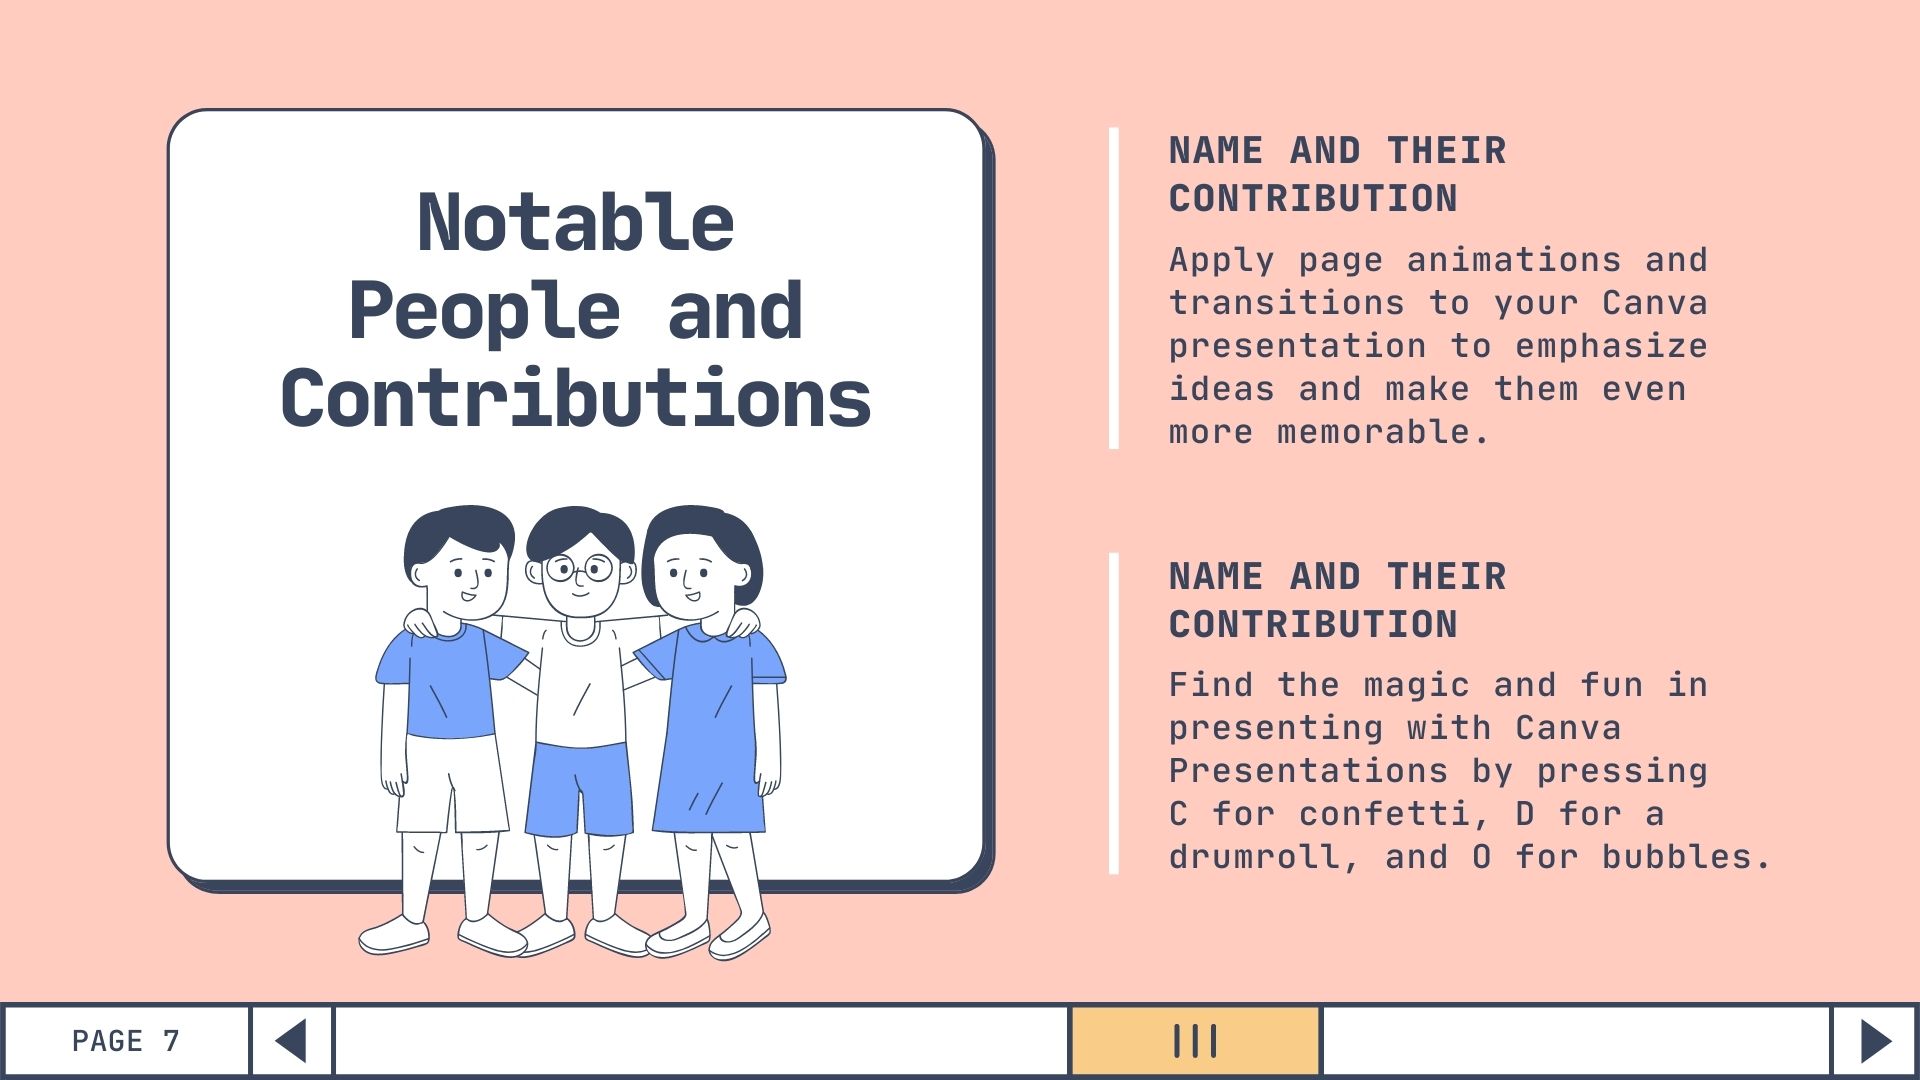 Notable
People and
Contributions
NAME AND THEIR
CONTRIBUTION
Apply page animations and
transitions to your Canva
presentation to emphasize
ideas and make them even
more memorable.
NAME AND THEIR
CONTRIBUTION
Find the magic and fun in
presenting with Canva
Presentations by pressing
C for confetti, D for a
drumroll, and O for bubbles.
PAGE 7